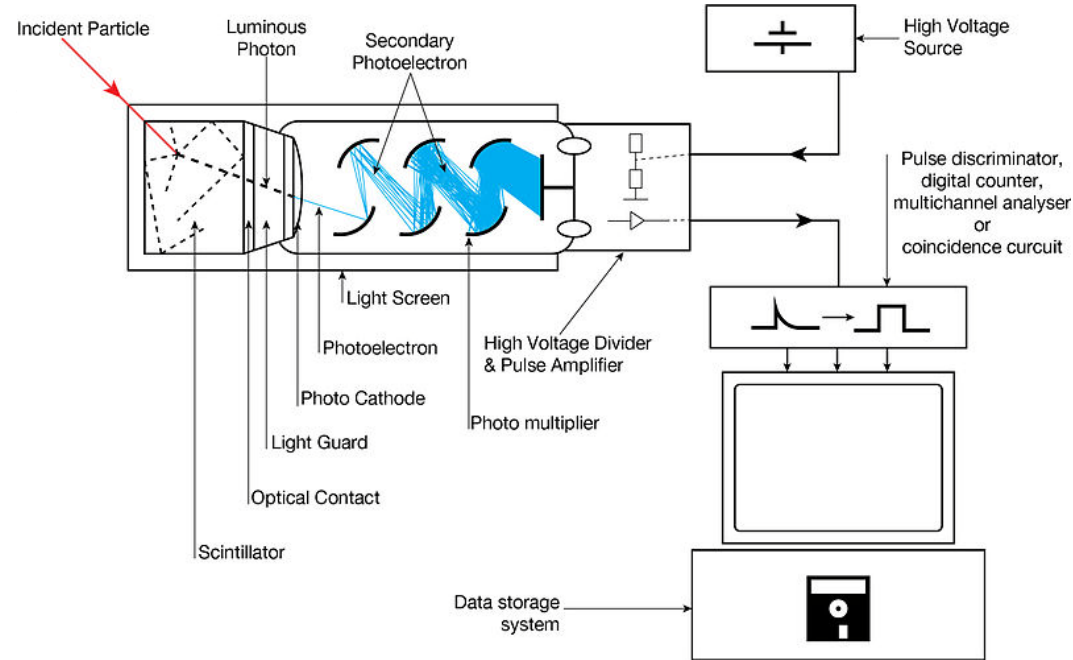 Incident Particle
Luminous
Photon
Secondary
Photoelectron
High Voltage
Source
Pulse discriminator,
digital counter,
multichannel analyser
or
coincidence curcuit
Light Screen
Photoelectron
High Voltage Divider
& Pulse Amplifier
Photo Cathode
Photo multiplier
Light Guard
Optical Contact
Scintillator
Data storage
system